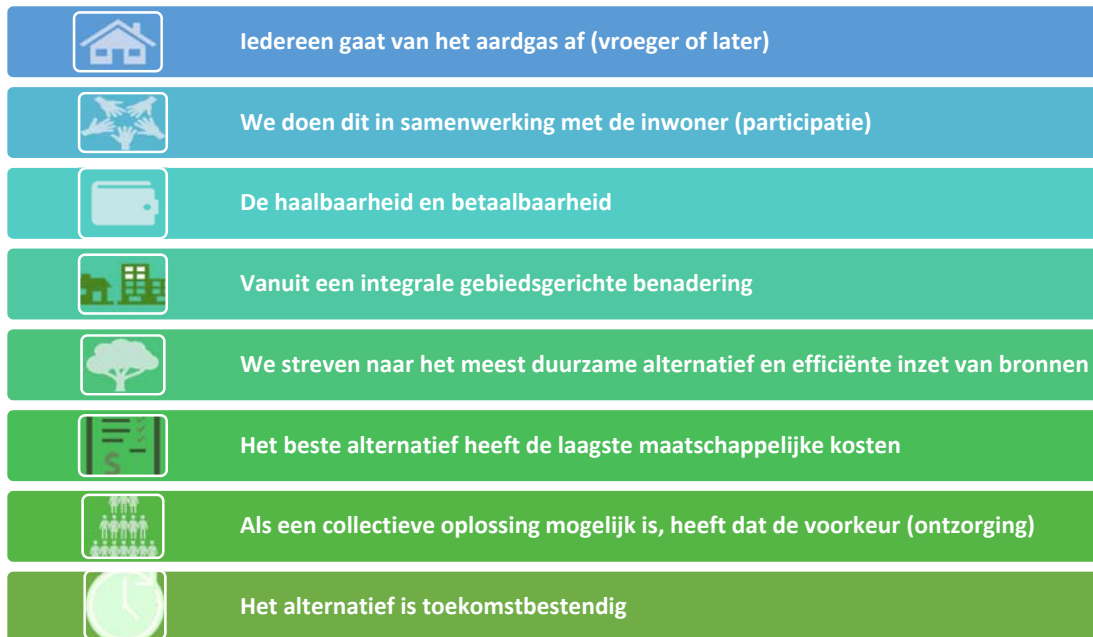 Iedereen gaat van het aardgas af (vroeger of later)
We doen dit in samenwerking met de inwoner (participatie)
De haalbaarheid en betaalbaarheid
Vanuit een integrale gebiedsgerichte benadering
We streven naar het meest duurzame alternatief en efficiënte inzet van bronnen
$
Het beste alternatief heeft de laagste maatschappelijke kosten
Als een collectieve oplossing mogelijk is, heeft dat de voorkeur (ontzorging)
Het alternatief is toekomstbestendig